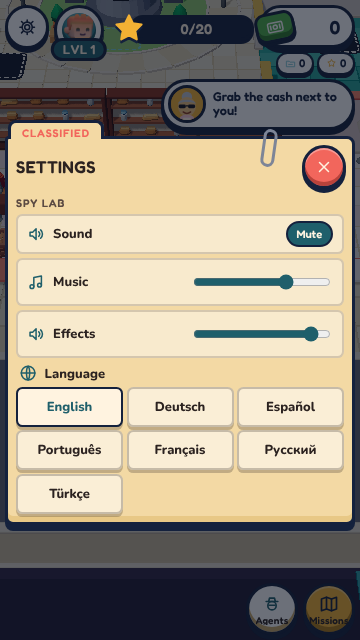 LVL 1
0/20
0
0
0
Grab the cash next to
you!
CLASSIFIED
SETTINGS
SPY LAB
Sound
Mute
Music
Effects
Language
English
Deutsch
Español
Português
Français
Русский
Türkçe
Agents
Missions